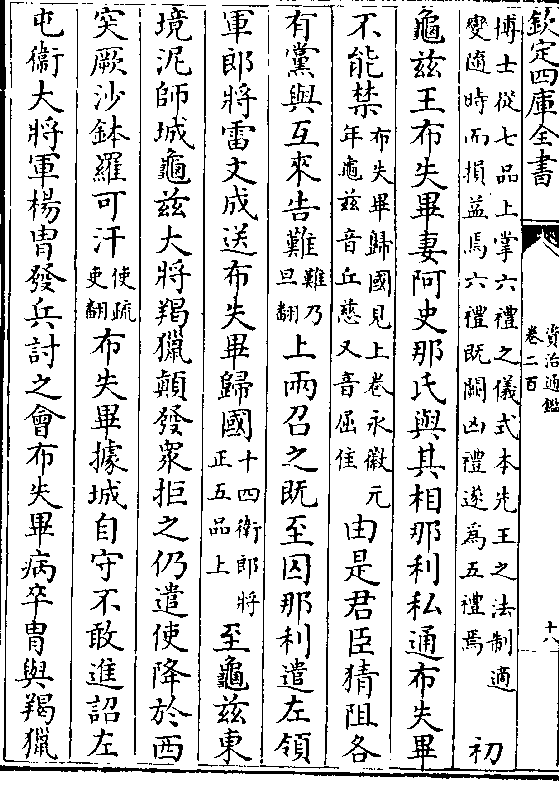 欽定四庫全書
資治通鑑
卷二百
十八
博士從七品上掌六禮之儀式本先王之法制適
變隨時而損益焉六禮既闕凶禮遂為五禮焉
初
龜兹王布失畢妻阿史那氏與其相那利私通布失畢
不能禁
布失畢歸國見上卷永徽元
年龜兹音丘慈又音屈佳
由是君臣猜阻各
有黨與互來告難
難乃
旦翻
上兩召之既至囚那利遣左領
軍郎將雷文成送布失畢歸國
十四衛郎將
正五品上
至龜兹東
境泥師城龜兹大將羯獵顛發衆拒之仍遣使降於西
突厥沙鉢羅可汗
使疏
吏翻
布失畢據城自守不敢進詔左
屯衛大將軍楊胄發兵討之會布失畢病卒胄與羯獵